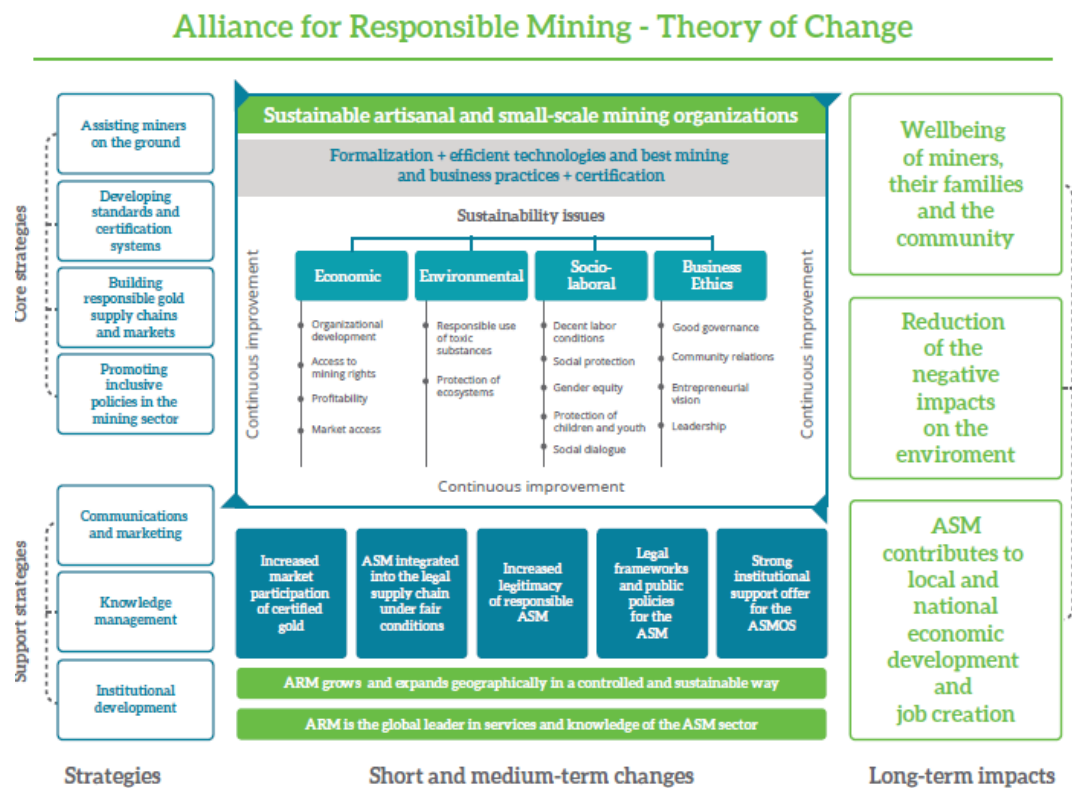 Alliance for Responsible Mining - Theory of Change
Core strategies
Assisting miners
on the ground
Developing
standards and
certification
systems
Building
responsible gold
supply chains
and markets
Promoting
inclusive
policies in the
mining sector
Support strategies
Communications
and marketing
Knowledge
management
Institutional
development
Strategies
Sustainable artisanal and small-scale mining organizations
Formalization + efficient technologies and best mining
and business practices + certification
Sustainability issues
Continuous improvement
Economic
Organizational
development
Access to
mining rights
Profitability
Market access
Environmental
Responsible use
of toxic
substances
Protection of
ecosystems
Socio-
laboral
Decent labor
conditions
Social protection
Gender equity
Protection of
children and youth
Social dialogue
Business
Ethics
Good governance
Community relations
Entrepreneurial
vision
Leadership
Continuous improvement
Continuous improvement
Increased
market
participation
of certified
gold
ASM integrated
into the legal
supply chain
under fair
conditions
Increased
legitimacy
of responsible
ASM
Legal
frameworks
and public
policies
for the
ASM
Strong
institutional
support offer
for the
ASMOS
ARM grows and expands geographically in a controlled and sustainable way
ARM is the global leader in services and knowledge of the ASM sector
Short and medium-term changes
Wellbeing
of miners,
their families
and the
community
Reduction
of the
negative
impacts
on the
enviroment
ASM
contributes to
local and
national
economic
development
and
job creation
Long-term impacts